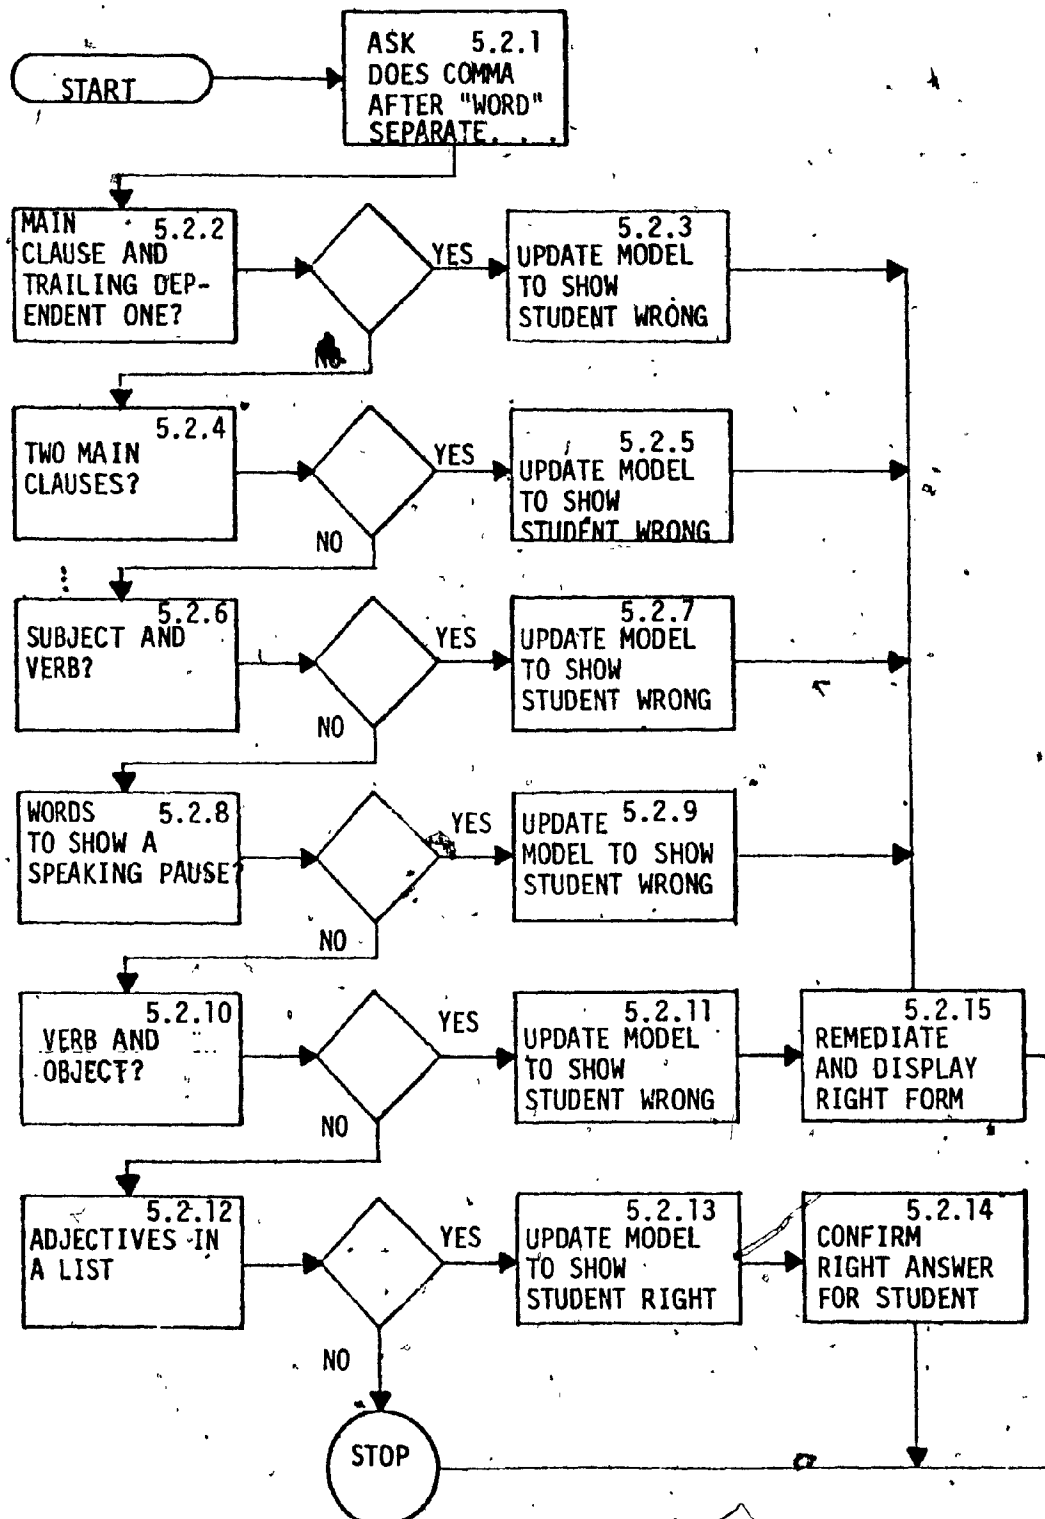 START
ASK 5.2.1
DOES COMMA
AFTER "WORD"
SEPARATE. . .
MAIN 5.2.2
CLAUSE AND
TRAILING DEP-
ENDENT ONE?
YES
NO
5.2.3
UPDATE MODEL
TO SHOW
STUDENT WRONG
5.2.4
TWO MAIN
CLAUSES?
YES
NO
5.2.5
UPDATE MODEL
TO SHOW
STUDENT WRONG
5.2.6
SUBJECT AND
VERB?
YES
NO
5.2.7
UPDATE MODEL
TO SHOW
STUDENT WRONG
WORDS 5.2.8
TO SHOW A
SPEAKING PAUSE?
YES
NO
UPDATE 5.2.9
MODEL TO SHOW
STUDENT WRONG
5.2.10
VERB AND
OBJECT?
YES
NO
5.2.11
UPDATE MODEL
TO SHOW
STUDENT WRONG
5.2.15
REMEDIATE
AND DISPLAY
RIGHT FORM
5.2.12
ADJECTIVES IN
A LIST
YES
NO
5.2.13
UPDATE MODEL
TO SHOW
STUDENT RIGHT
5.2.14
CONFIRM
RIGHT ANSWER
FOR STUDENT
STOP